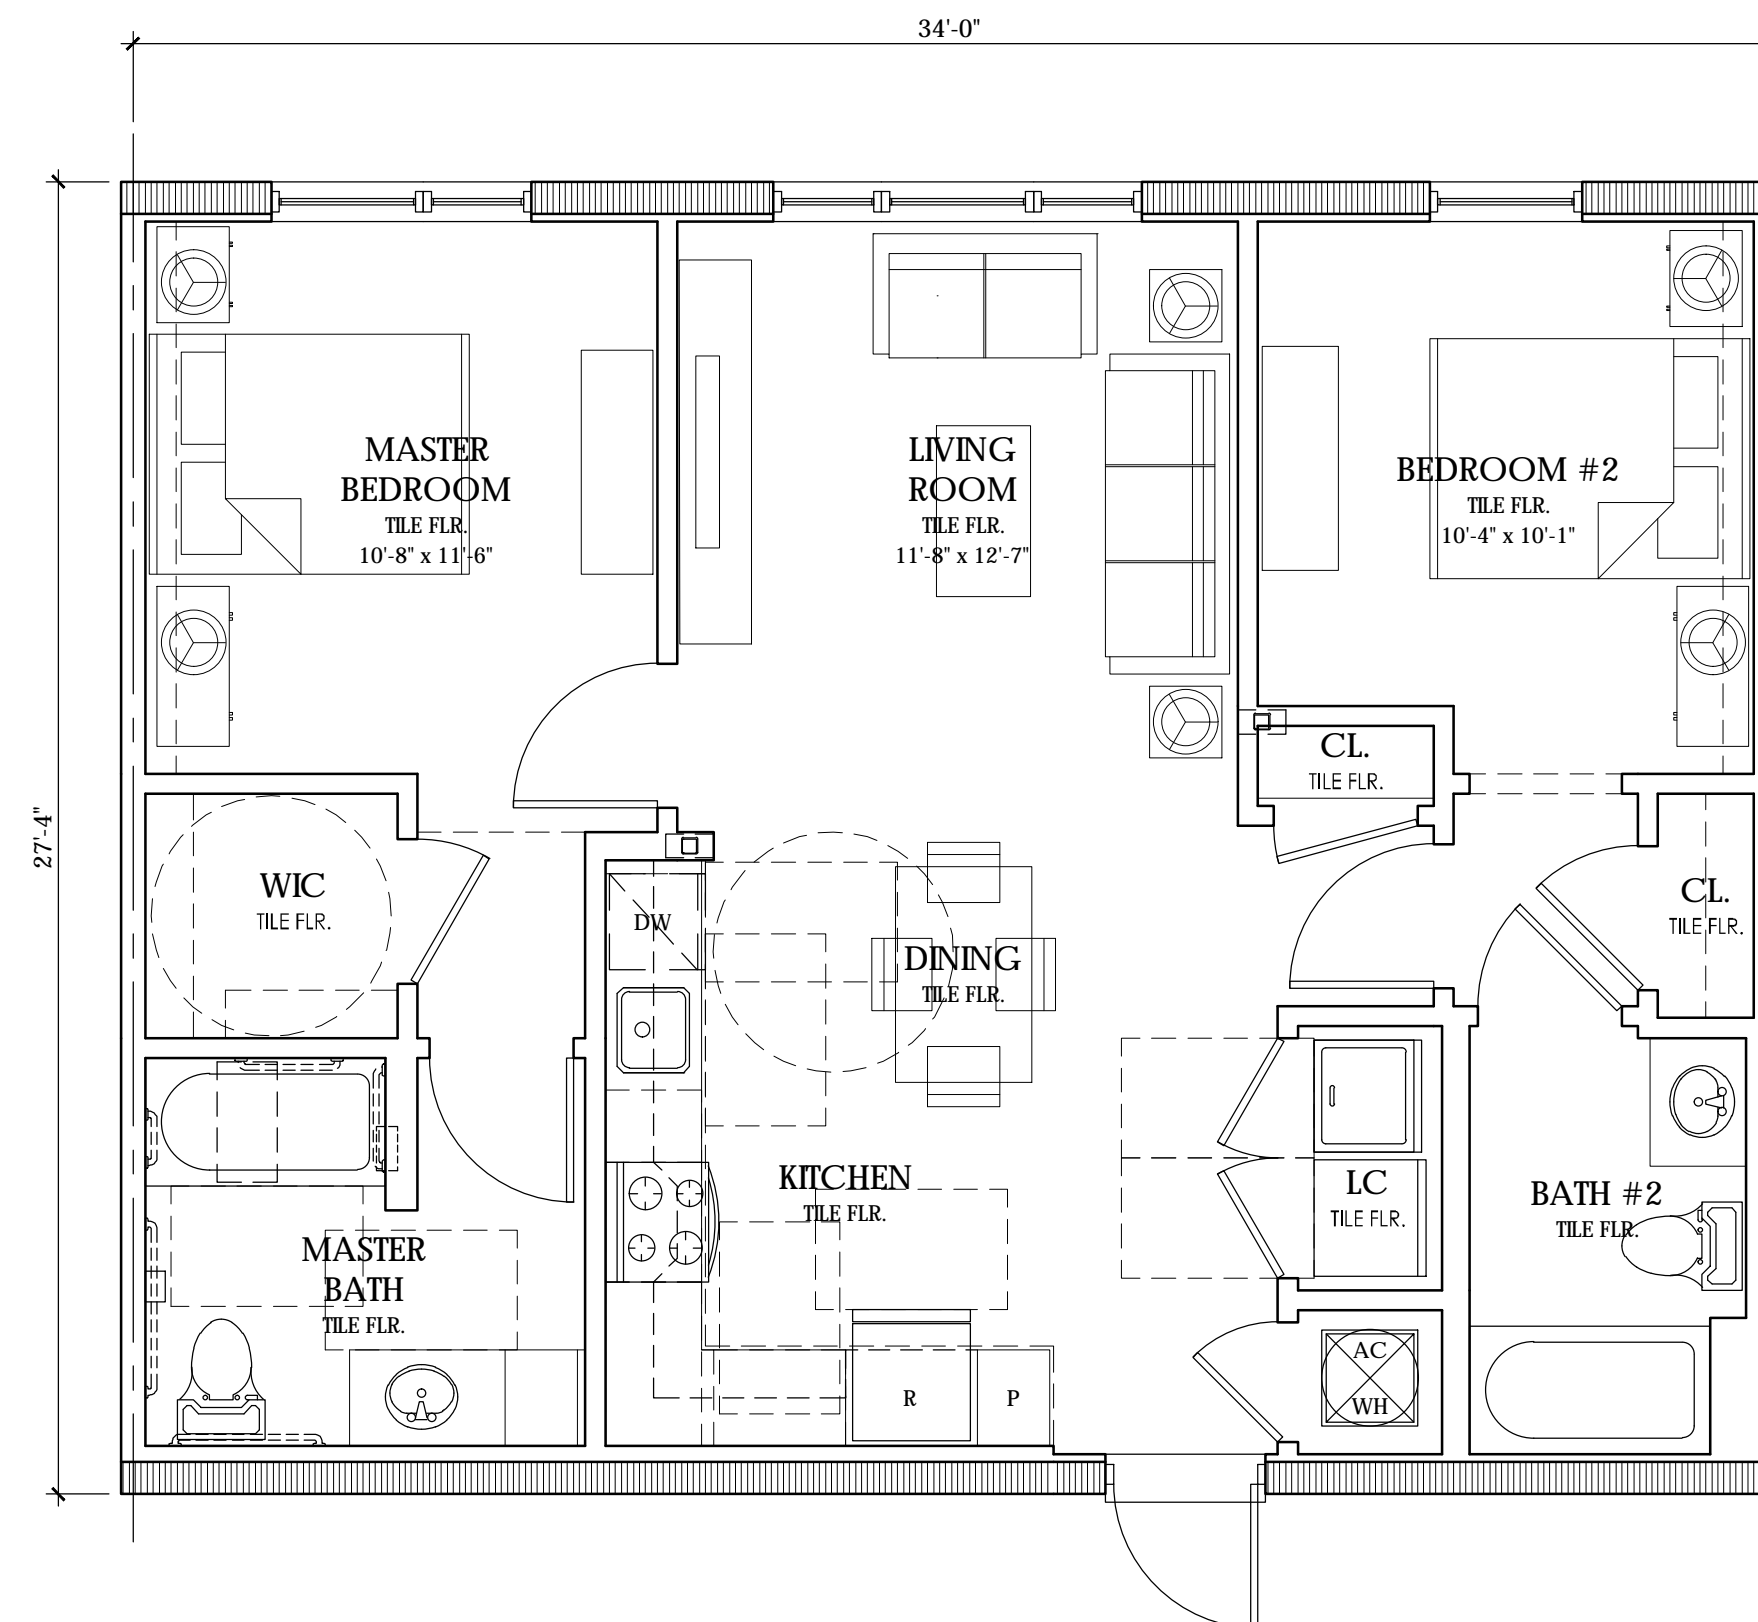 34'-0"
27'-4"
MASTER
BEDROOM
TILE FLR.
10'-8" x 11'-6"
LIVING
ROOM
TILE FLR.
11'-8" x 12'-7"
BEDROOM #2
TILE FLR.
10'-4" x 10'-1"
CL.
TILE FLR.
WIC
TILE FLR.
DW
DINING
TILE FLR.
CL.
TILE FLR.
KITCHEN
TILE FLR.
LC
TILE FLR.
BATH #2
TILE FLR.
MASTER
BATH
TILE FLR.
R
P
AC
WH